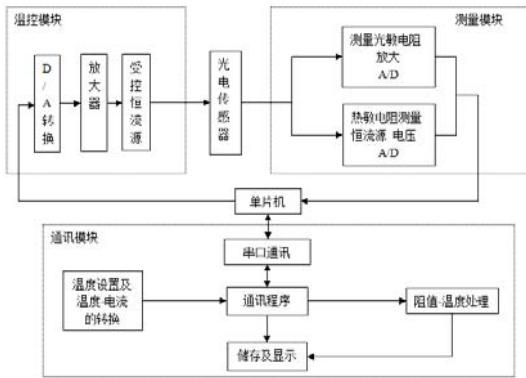 温控模块
测量模块
D
/
A
转
换
放
大
器
受
控
恒
流
源
光
电
传
感
器
测量光敏电阻
放大
A/D
热敏电阻测量
恒流源 电压
A/D
单片机
通讯模块
串口通讯
温度设置及
温度-电流
的转换
通讯程序
阻值-温度处理
储存及显示